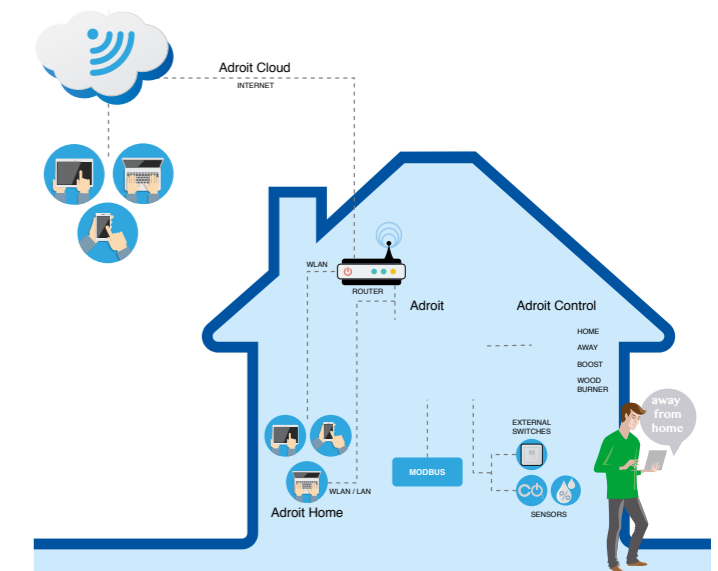 Adroit Cloud
INTERNET
WLAN
ROUTER
Adroit
Adroit Control
HOME
AWAY
BOOST
WOOD
BURNER
away
from
home
EXTERNAL
SWITCHES
MODBUS
CO
%
SENSORS
WLAN / LAN
Adroit Home